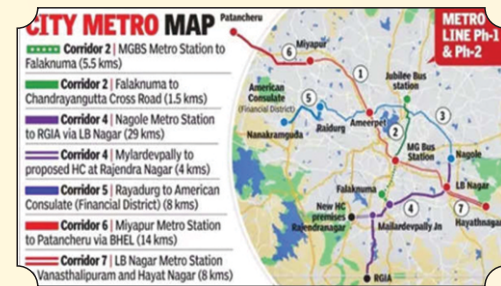 CITY METRO MAP
Corridor 2 | MGBS Metro Station to
Falaknuma (5.5 kms)
Corridor 2 | Falaknuma to
Chandrayangutta Cross Road (1.5 kms)
Corridor 4 | Nagole Metro Station
to RGIA via LB Nagar (29 kms)
Corridor 4 | Mylardevpally to
proposed HC at Rajendra Nagar (4 kms)
Corridor 5 | Rayadurg to American
Consulate (Financial District) (8 kms)
Corridor 6 | Miyapur Metro Station
to Patancheru via BHEL (14 kms)
Corridor 7 | LB Nagar Metro Station
Vanasthalipuram and Hayat Nagar (8 kms)
METRO
LINE Ph-1
& Ph-2
Patancheru
6
Miyapur
1
Jubilee Bus
station
American
Consulate
(Financial District)
5
3
Nanakramguda
Raidurg
Ameerpet
2
MG Bus
Station
Nagole
Falaknuma
LB Nagar
New HC
premises
Rajendranagar
4
7
Mailardevpally Jn
Hayathnagar
RGIA